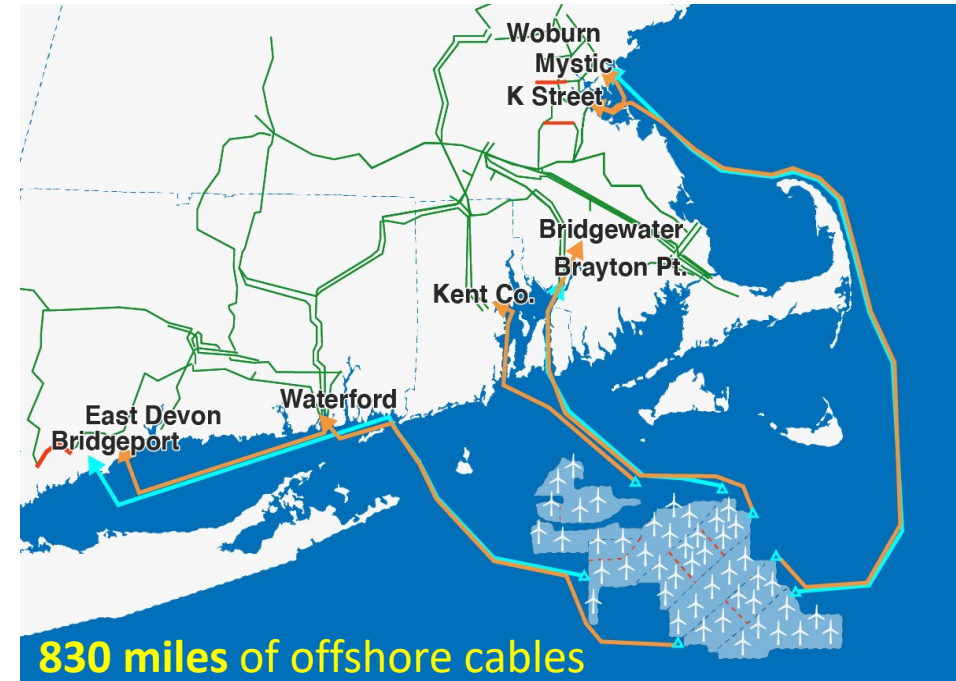 Woburn
Mystic
K Street
Bridgewater
Brayton Pt.
Kent Co.
Waterford
East Devon
Bridgeport
830 miles of offshore cables